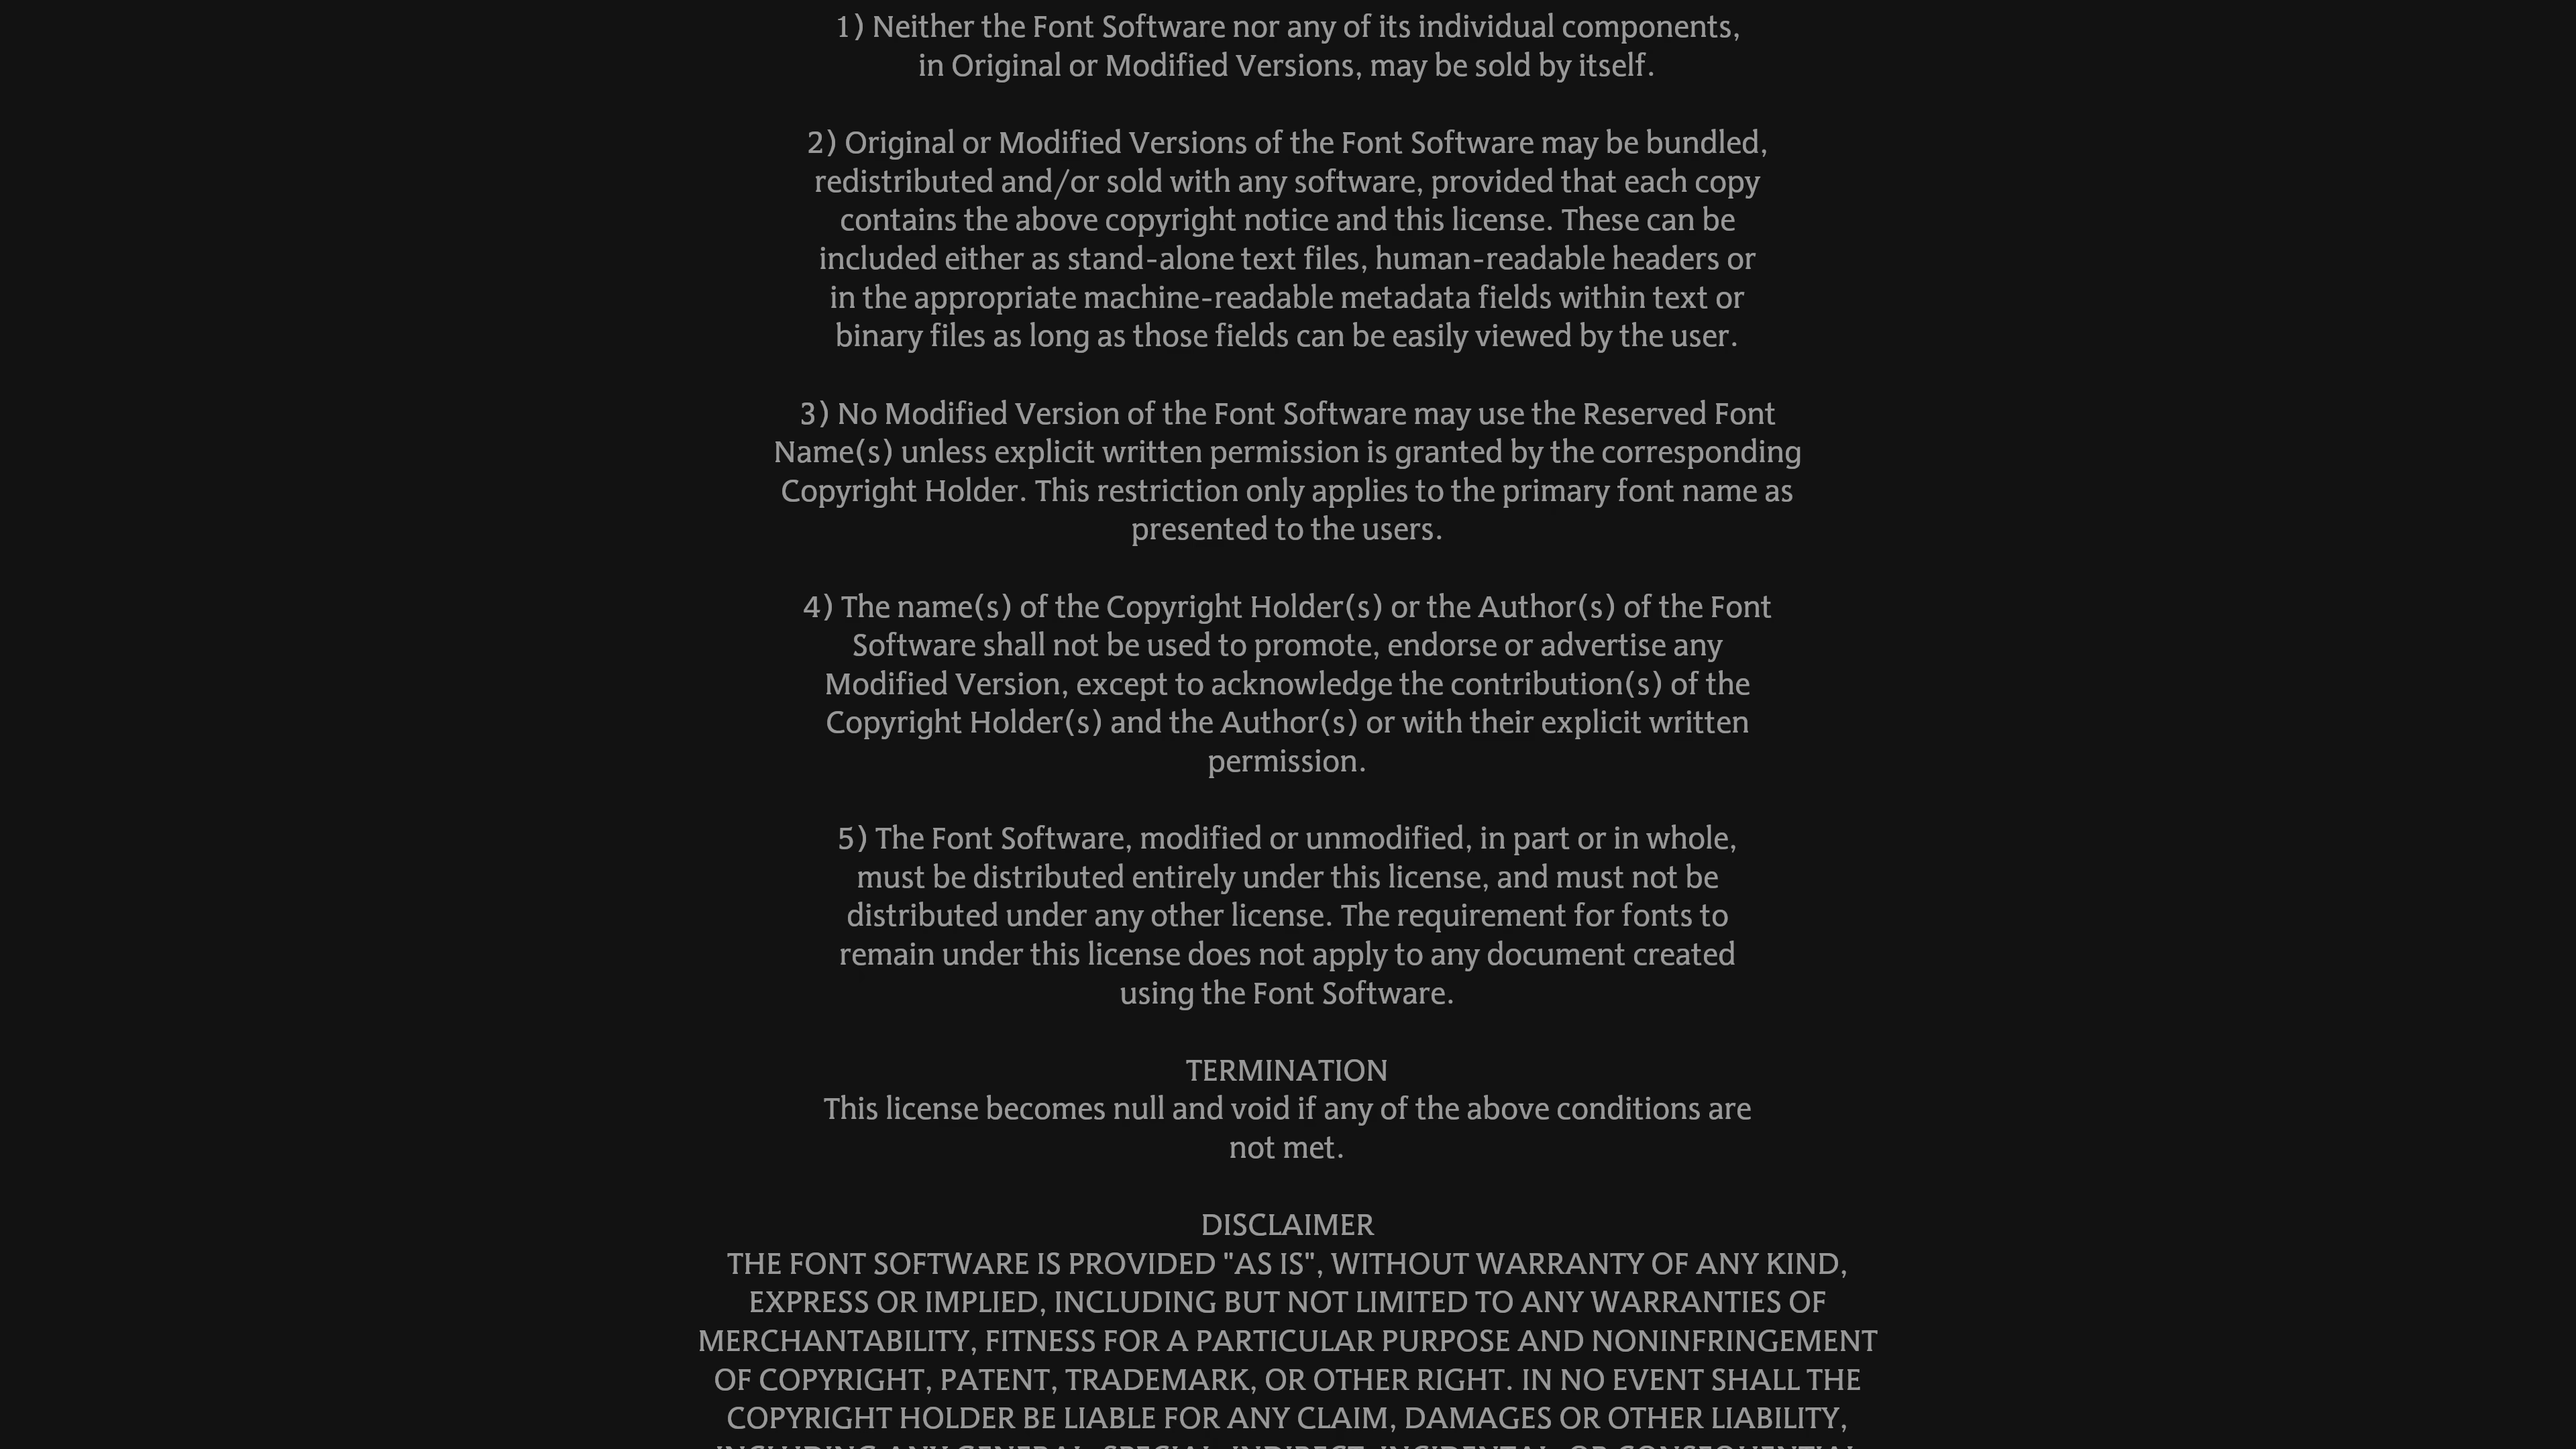 1) Neither the Font Software nor any of its individual components,
in Original or Modified Versions, may be sold by itself.
2) Original or Modified Versions of the Font Software may be bundled,
redistributed and/or sold with any software, provided that each copy
contains the above copyright notice and this license. These can be
included either as stand-alone text files, human-readable headers or
in the appropriate machine-readable metadata fields within text or
binary files as long as those fields can be easily viewed by the user.
3) No Modified Version of the Font Software may use the Reserved Font
Name(s) unless explicit written permission is granted by the corresponding
Copyright Holder. This restriction only applies to the primary font name as
presented to the users.
4) The name(s) of the Copyright Holder(s) or the Author(s) of the Font
Software shall not be used to promote, endorse or advertise any
Modified Version, except to acknowledge the contribution(s) of the
Copyright Holder(s) and the Author(s) or with their explicit written
permission.
5) The Font Software, modified or unmodified, in part or in whole,
must be distributed entirely under this license, and must not be
distributed under any other license. The requirement for fonts to
remain under this license does not apply to any document created
using the Font Software.
TERMINATION
This license becomes null and void if any of the above conditions are
not met.
DISCLAIMER
THE FONT SOFTWARE IS PROVIDED "AS IS", WITHOUT WARRANTY OF ANY KIND,
EXPRESS OR IMPLIED, INCLUDING BUT NOT LIMITED TO ANY WARRANTIES OF
MERCHANTABILITY, FITNESS FOR A PARTICULAR PURPOSE AND NONINFRINGEMENT
OF COPYRIGHT, PATENT, TRADEMARK, OR OTHER RIGHT. IN NO EVENT SHALL THE
COPYRIGHT HOLDER BE LIABLE FOR ANY CLAIM, DAMAGES OR OTHER LIABILITY,